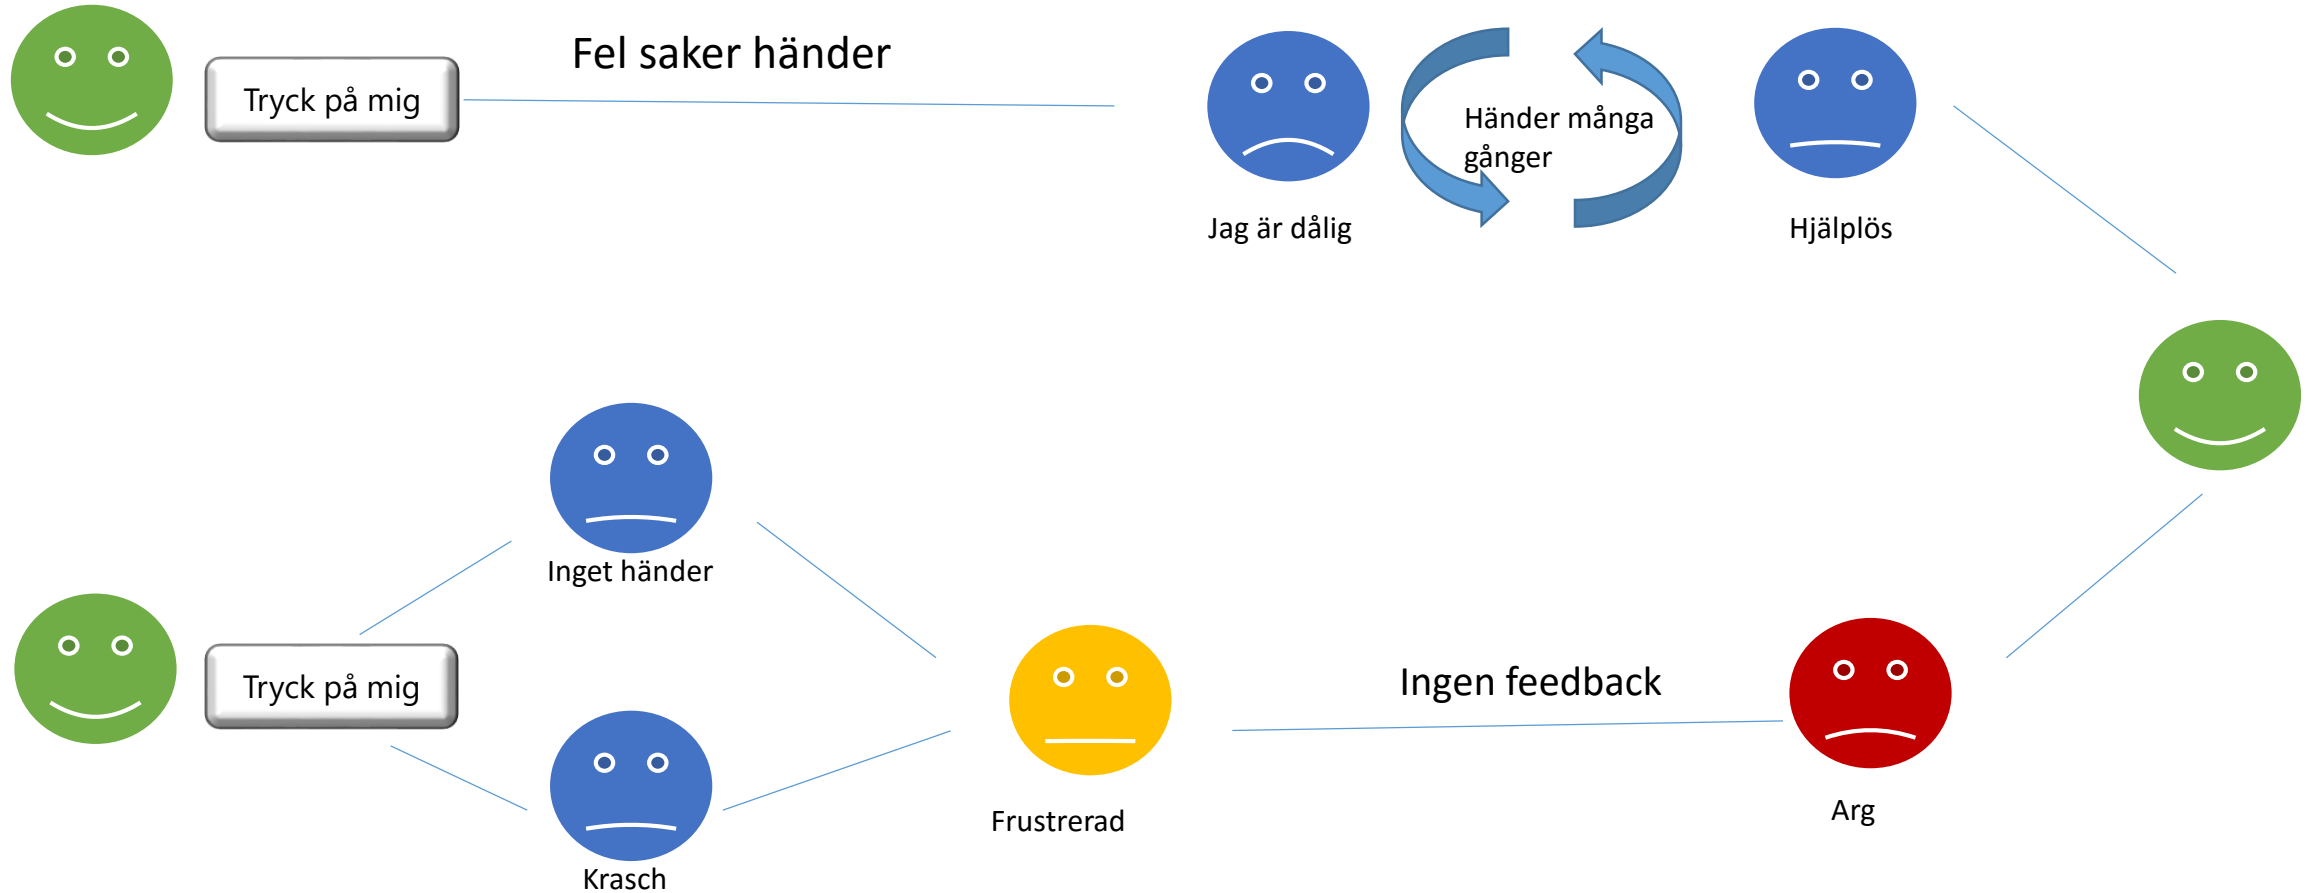 Fel saker händer
Tryck på mig
Händer många
gånger
Jag är dålig
Hjälplös
Inget händer
Tryck på mig
Ingen feedback
Frustrerad
Arg
Krasch